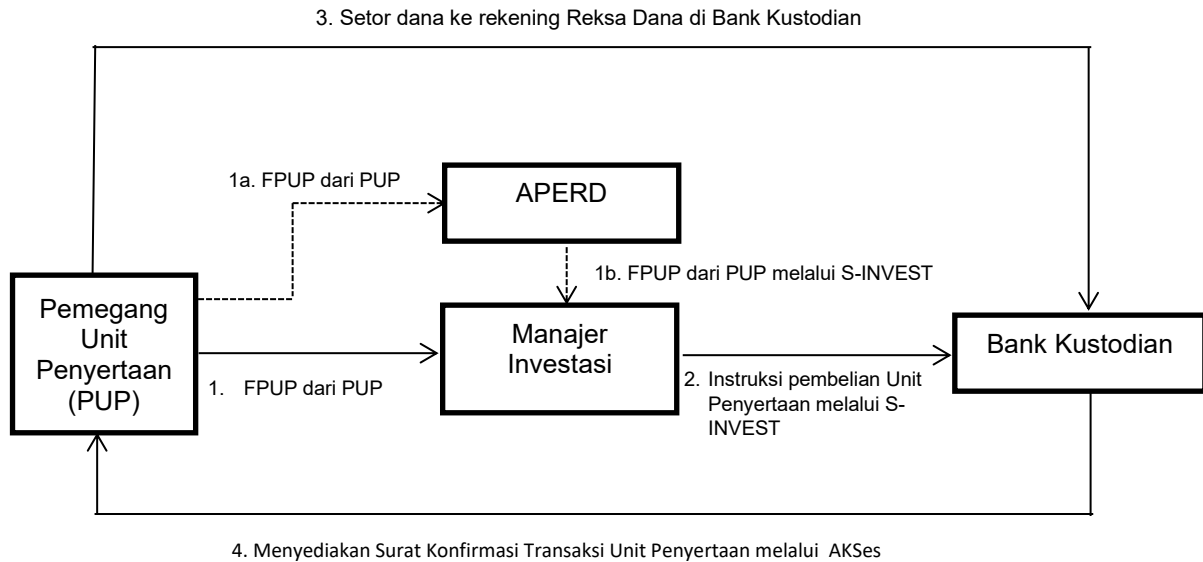 3. Setor dana ke rekening Reksa Dana di Bank Kustodian
1a. FPUP dari PUP
APERD
1b. FPUP dari PUP melalui S-INVEST
Pemegang
Unit
Penyertaan
(PUP)
Manajer
Investasi
Bank Kustodian
1. FPUP dari PUP
2. Instruksi pembelian Unit
Penyertaan melalui S-
INVEST
4. Menyediakan Surat Konfirmasi Transaksi Unit Penyertaan melalui AKSes